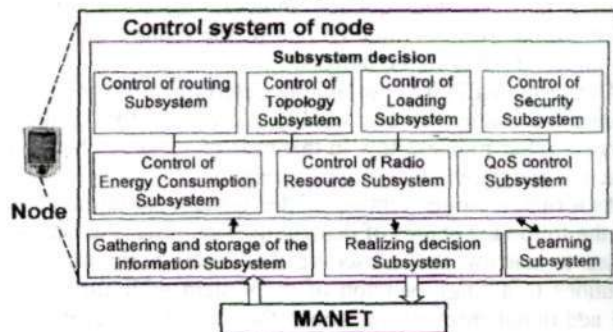 Control system of node
Subsystem decision
Control of routing
Subsystem
Control of
Topology
Subsystem
Control of
Loading
Subsystem
Control of
Security
Subsystem
Control of
Energy Consumption
Subsystem
Control of Radio
Resource Subsystem
QoS control
Subsystem
Node
Gathering and storage of the
information Subsystem
Realizing decision
Subsystem
Learning
Subsystem
MANET